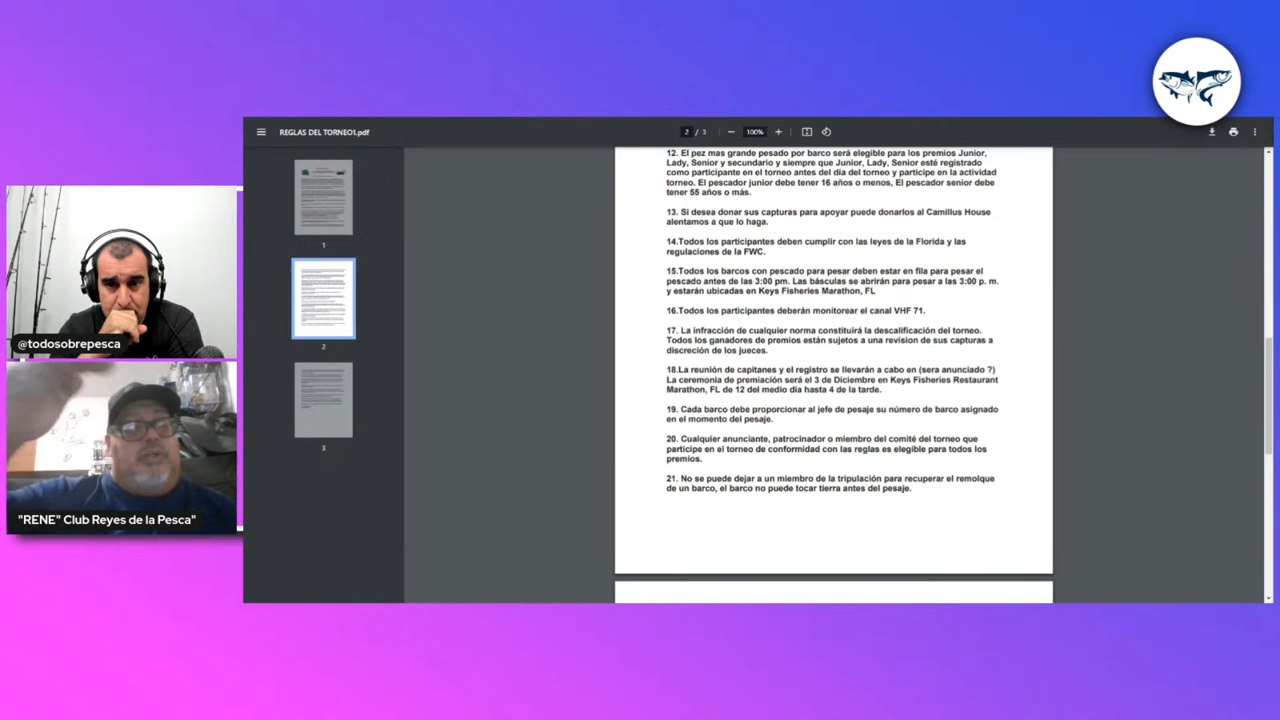 REGLAS DEL TORNEO1.pdf
2 / 3
100%
12. El pez mas grande pesado por barco será elegible para los premios Junior,
Lady, Senior y secundario y siempre que Junior, Lady, Senior esté registrado
como participante en el torneo antes del día del torneo y participe en la actividad
torneo. El pescador junior debe tener 16 años o menos, El pescador senior debe
tener 55 años o más.
13. Si desea donar sus capturas para apoyar puede donarlos al Camillus House
alentamos a que lo haga.
14.Todos los participantes deben cumplir con las leyes de la Florida y las
regulaciones de la FWC.
15.Todos los barcos con pescado para pesar deben estar en fila para pesar el
pescado antes de las 3:00 pm. Las básculas se abrirán para pesar a las 3:00 p. m.
y estarán ubicadas en Keys Fisheries Marathon, FL
16.Todos los participantes deberán monitorear el canal VHF 71.
17. La infracción de cualquier norma constituirá la descalificación del torneo.
Todos los ganadores de premios están sujetos a una revision de sus capturas a
discreción de los jueces.
18.La reunión de capitanes y el registro se llevarán a cabo en (sera anunciado ?)
La ceremonia de premiación será el 3 de Diciembre en Keys Fisheries Restaurant
Marathon, FL de 12 del medio dia hasta 4 de la tarde.
19. Cada barco debe proporcionar al jefe de pesaje su número de barco asignado
en el momento del pesaje.
20. Cualquier anunciante, patrocinador o miembro del comité del torneo que
participe en el torneo de conformidad con las reglas es elegible para todos los
premios.
21. No se puede dejar a un miembro de la tripulación para recuperar el remolque
de un barco, el barco no puede tocar tierra antes del pesaje.
1
2
3
@todosobrepesca
"RENE" Club Reyes de la Pesca"